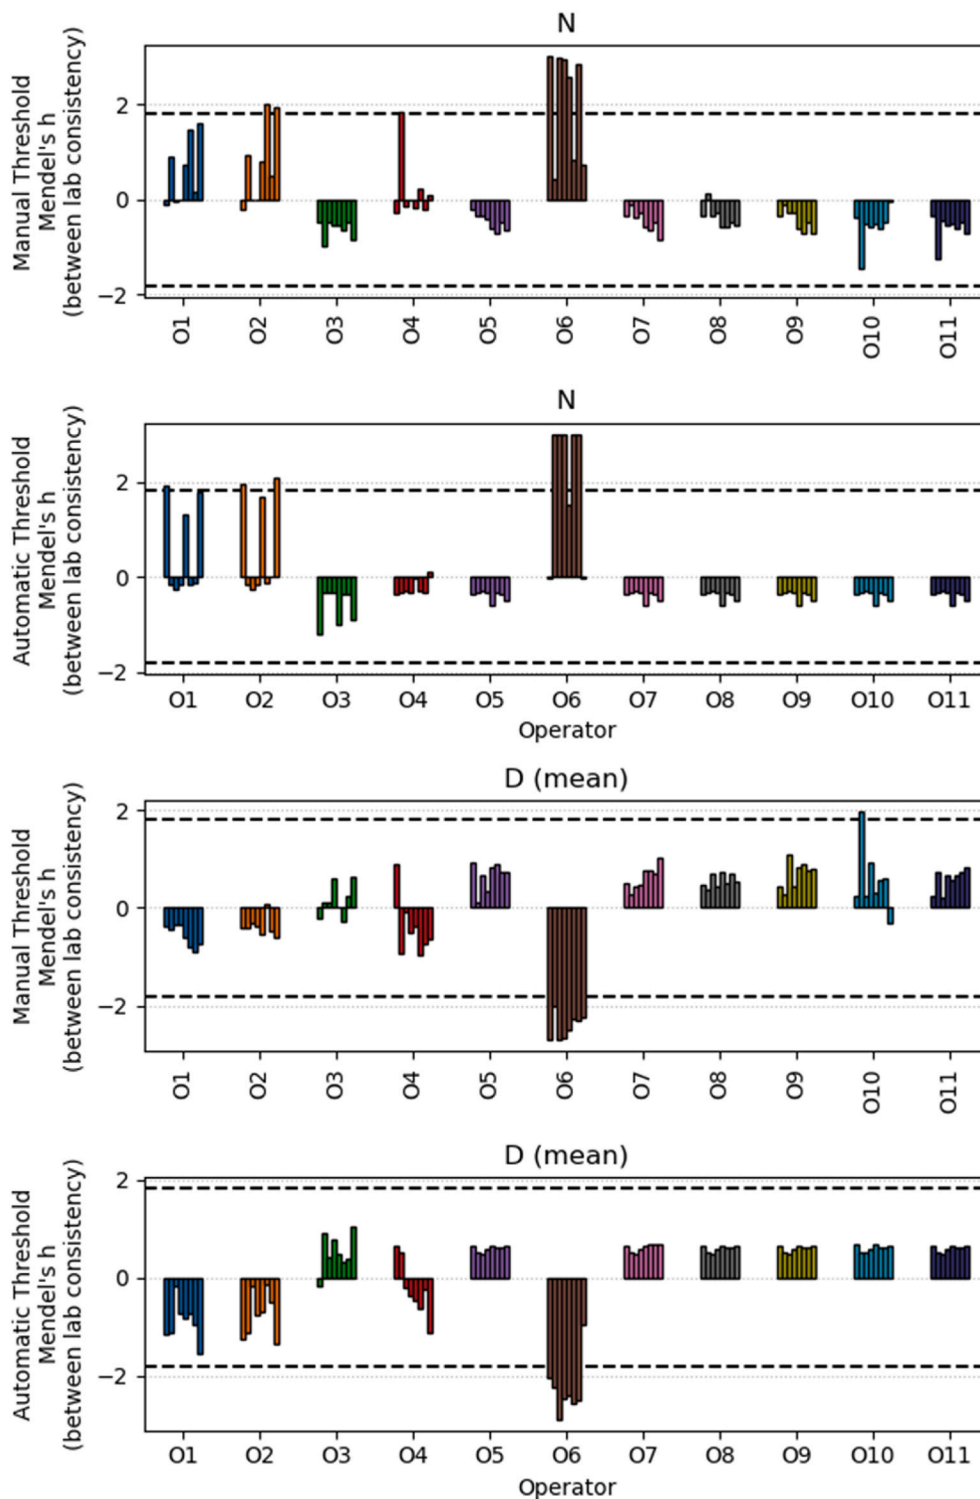 N
Manual Threshold
Mendel's h
(between lab consistency)
2
0
−2
O1 O2 O3 O4 O5 O6 O7 O8 O9 O10 O11
N
Automatic Threshold
Mendel's h
(between lab consistency)
2
0
−2
O1 O2 O3 O4 O5 O6 O7 O8 O9 O10 O11
Operator
D (mean)
Manual Threshold
Mendel's h
(between lab consistency)
2
0
−2
O1 O2 O3 O4 O5 O6 O7 O8 O9 O10 O11
D (mean)
Automatic Threshold
Mendel's h
(between lab consistency)
2
0
−2
O1 O2 O3 O4 O5 O6 O7 O8 O9 O10 O11
Operator